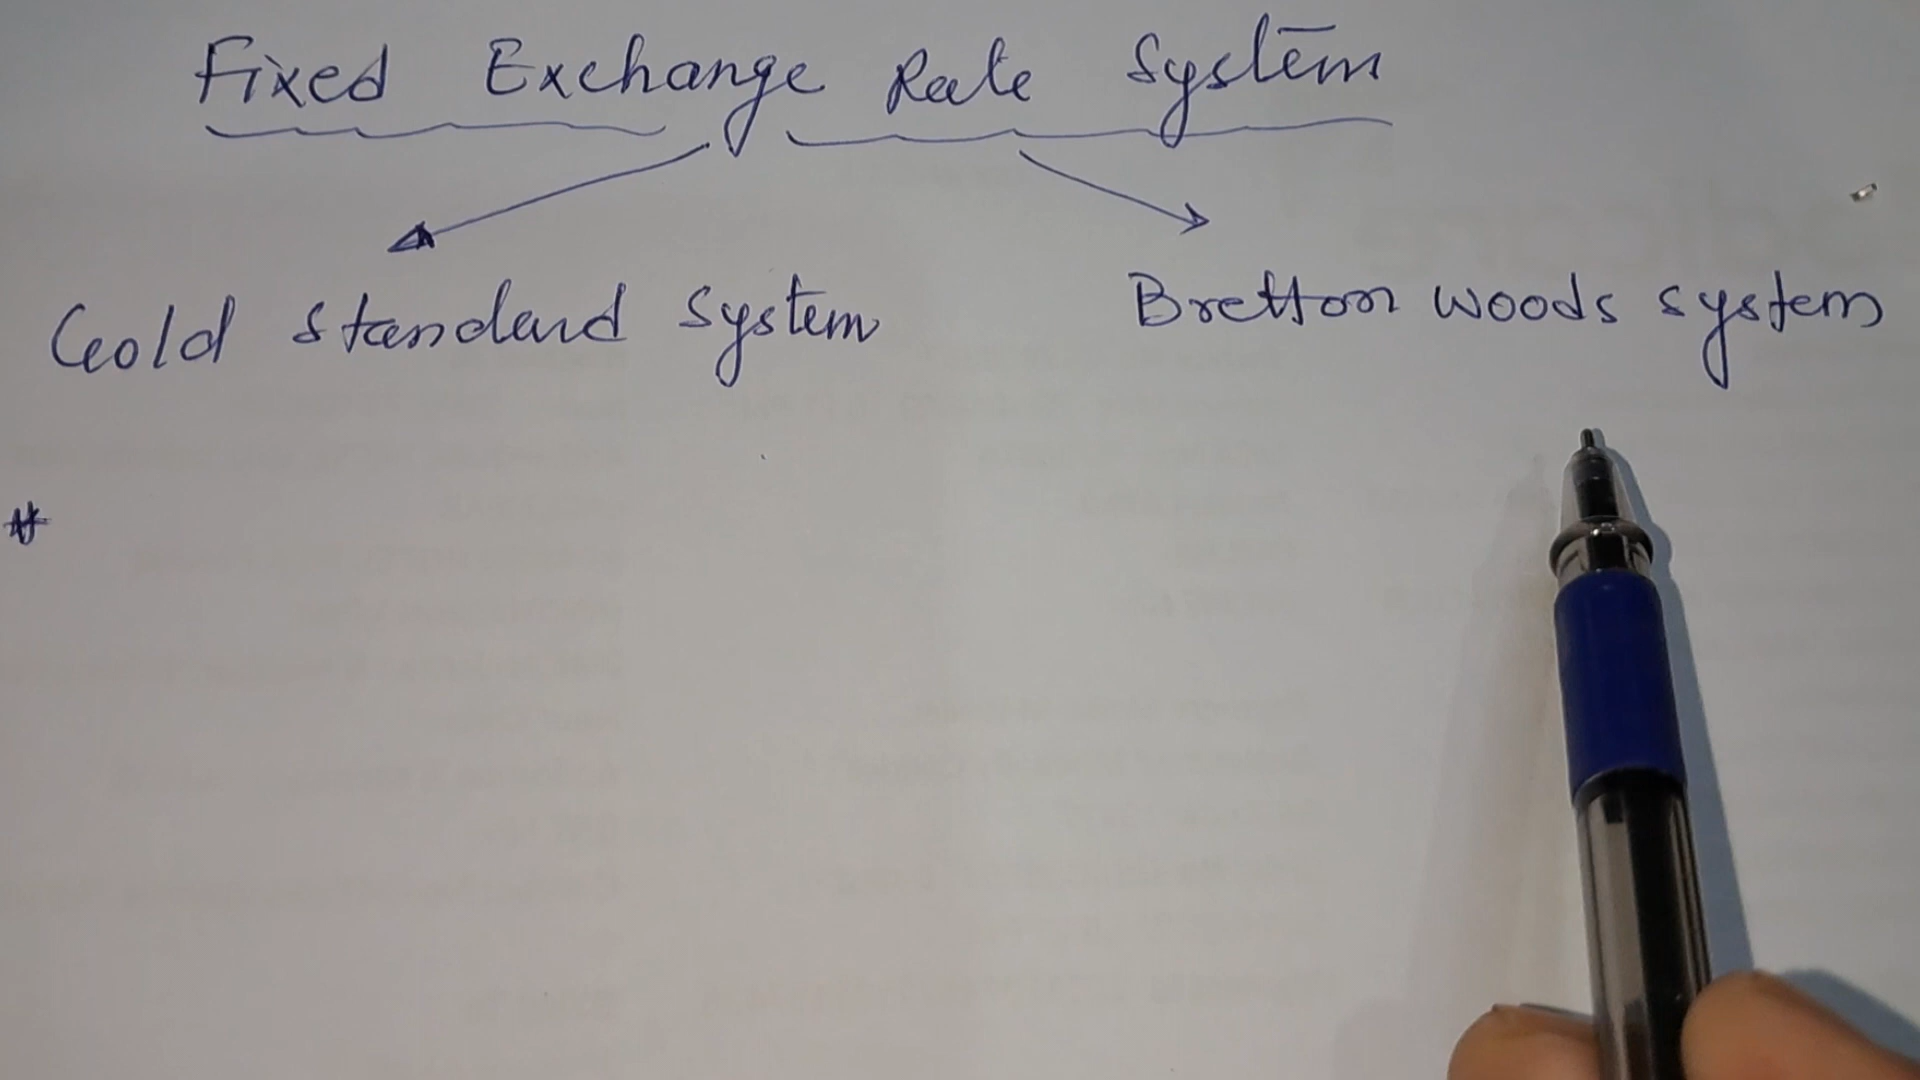 Fixed Exchange Rate System
Gold standard system
Bretton woods system
*